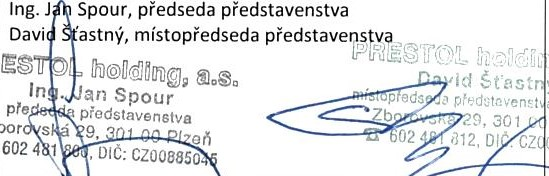 Ing. Jan Spour, předseda představenstva
David Šťastný, místopředseda představenstva
ESTOL holding, a.s.
Ing. Jan Spour
předseda představenstva
borovská 29, 301 00 Plzeň
602 481 800, DIČ: CZ00885045
PRESTOL holdin
David Šťastn
místopředseda představenstv
Zborovská 29, 301 0
☎ 602 481 812, DIČ: CZ0